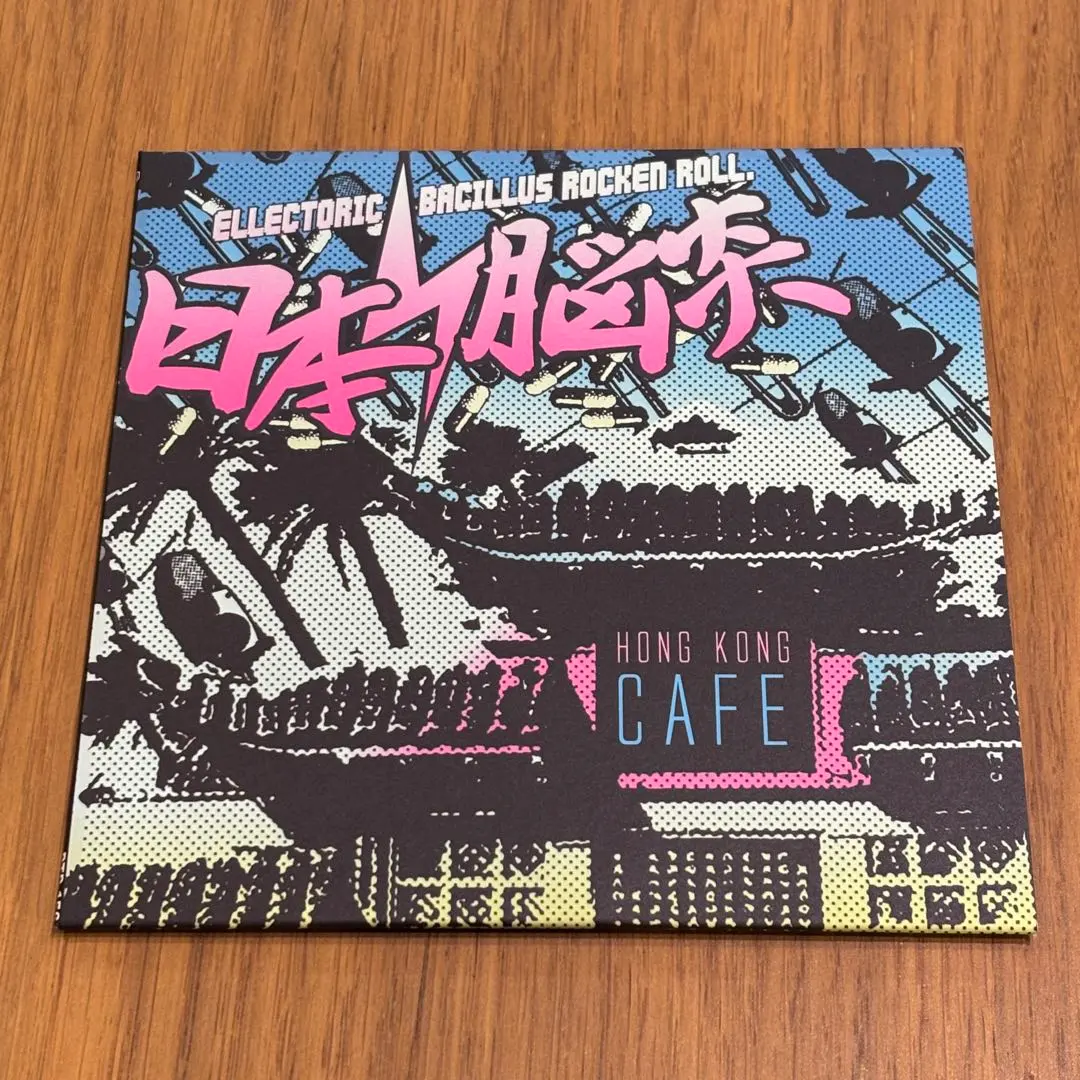 ELLECTORIC BACILLUS ROCKEN ROLL.
日本脳炎
HONG KONG
CAFE